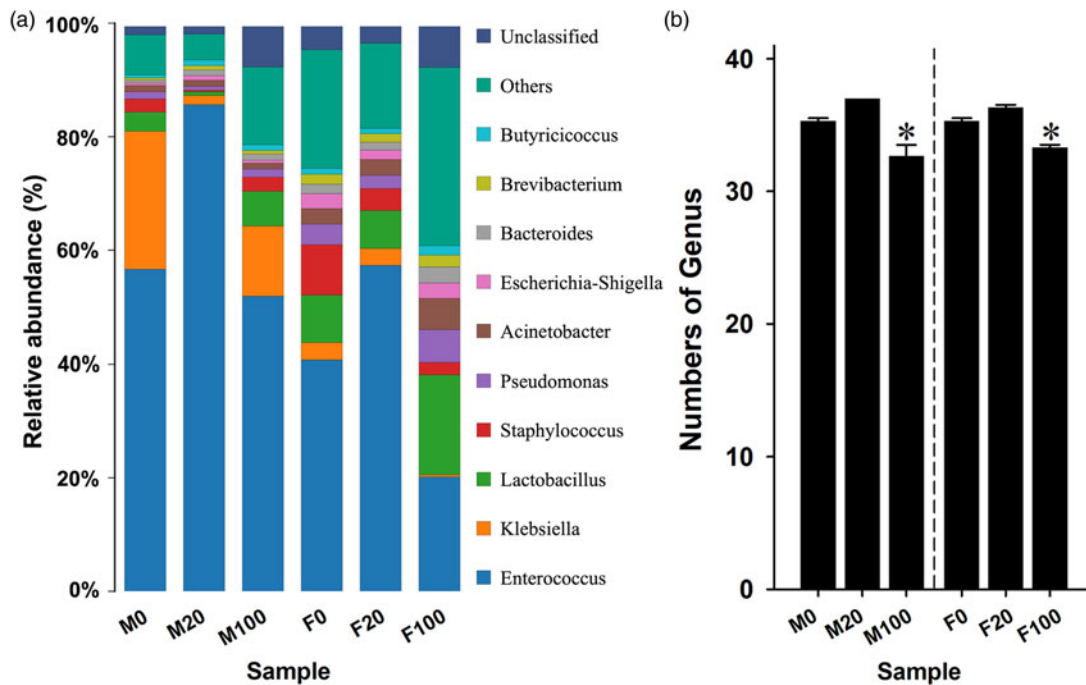 (a)
Relative abundance (%)
100%
80%
60%
40%
20%
0%
M0
M20
M100
F0
F20
F100
Sample
Unclassified
Others
Butyricicoccus
Brevibacterium
Bacteroides
Escherichia-Shigella
Acinetobacter
Pseudomonas
Staphylococcus
Lactobacillus
Klebsiella
Enterococcus
(b)
Numbers of Genus
40
30
20
10
0
*
*
M0
M20
M100
F0
F20
F100
Sample